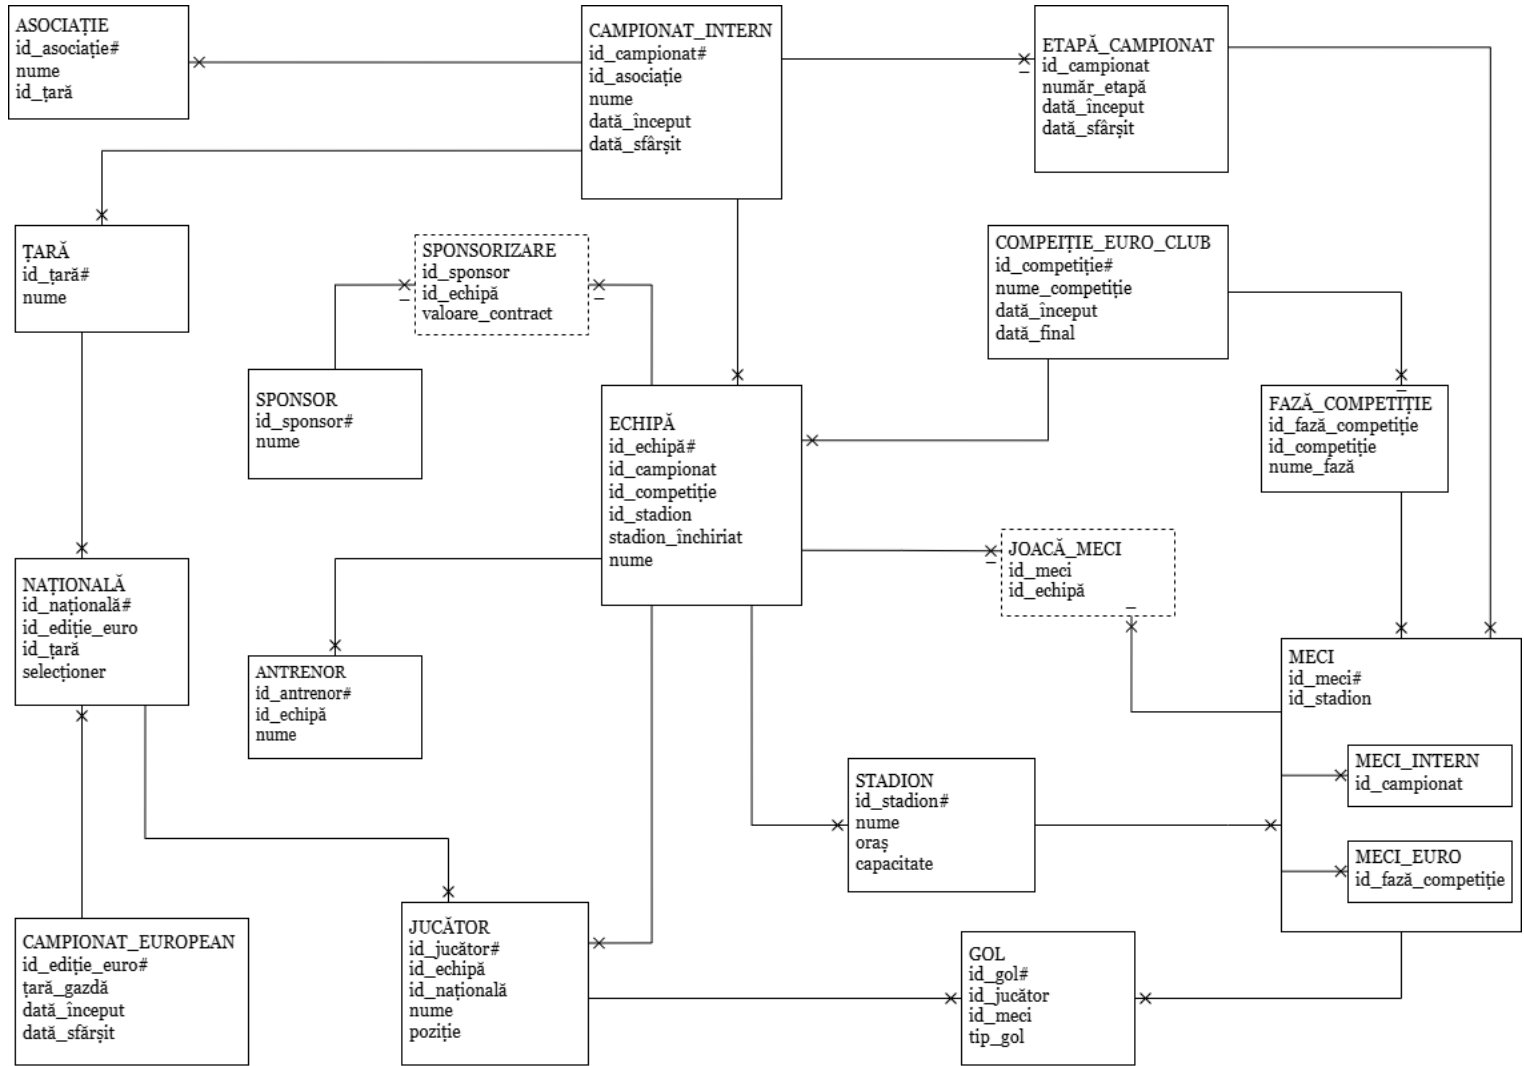 ASOCIAȚIE
id_asociație#
nume
id_țară
CAMPIONAT_INTERN
id_campionat#
id_asociație
nume
dată_început
dată_sfârșit
ETAPĂ_CAMPIONAT
id_campionat
număr_etapă
dată_început
dată_sfârșit
ȚARĂ
id_țară#
nume
SPONSORIZARE
id_sponsor
id_echipă
valoare_contract
COMPEIȚIE_EURO_CLUB
id_competiție#
nume_competiție
dată_început
dată_final
SPONSOR
id_sponsor#
nume
ECHIPĂ
id_echipă#
id_campionat
id_competiție
id_stadion
stadion_închiriat
nume
FAZĂ_COMPETIȚIE
id_fază_competiție
id_competiție
nume_fază
JOACĂ_MECI
id_meci
id_echipă
NAȚIONALĂ
id_națională#
id_ediție_euro
id_țară
selecționer
ANTRENOR
id_antrenor#
id_echipă
nume
MECI
id_meci#
id_stadion
MECI_INTERN
id_campionat
MECI_EURO
id_fază_competiție
STADION
id_stadion#
nume
oraș
capacitate
CAMPIONAT_EUROPEAN
id_ediție_euro#
țară_gazdă
dată_început
dată_sfărșit
JUCĂTOR
id_jucător#
id_echipă
id_națională
nume
poziție
GOL
id_gol#
id_jucător
id_meci
tip_gol